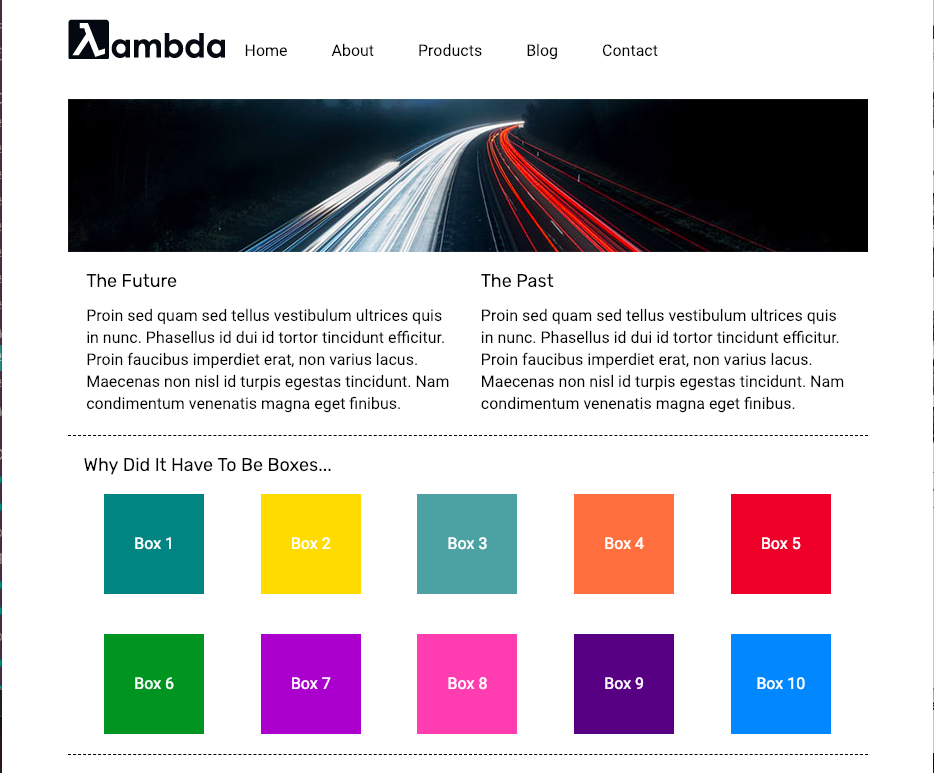 λambda
Home About Products Blog Contact
The Future
Proin sed quam sed tellus vestibulum ultrices quis
in nunc. Phasellus id dui id tortor tincidunt efficitur.
Proin faucibus imperdiet erat, non varius lacus.
Maecenas non nisl id turpis egestas tincidunt. Nam
condimentum venenatis magna eget finibus.
The Past
Proin sed quam sed tellus vestibulum ultrices quis
in nunc. Phasellus id dui id tortor tincidunt efficitur.
Proin faucibus imperdiet erat, non varius lacus.
Maecenas non nisl id turpis egestas tincidunt. Nam
condimentum venenatis magna eget finibus.
Why Did It Have To Be Boxes...
Box 1 Box 2 Box 3 Box 4 Box 5
Box 6 Box 7 Box 8 Box 9 Box 10